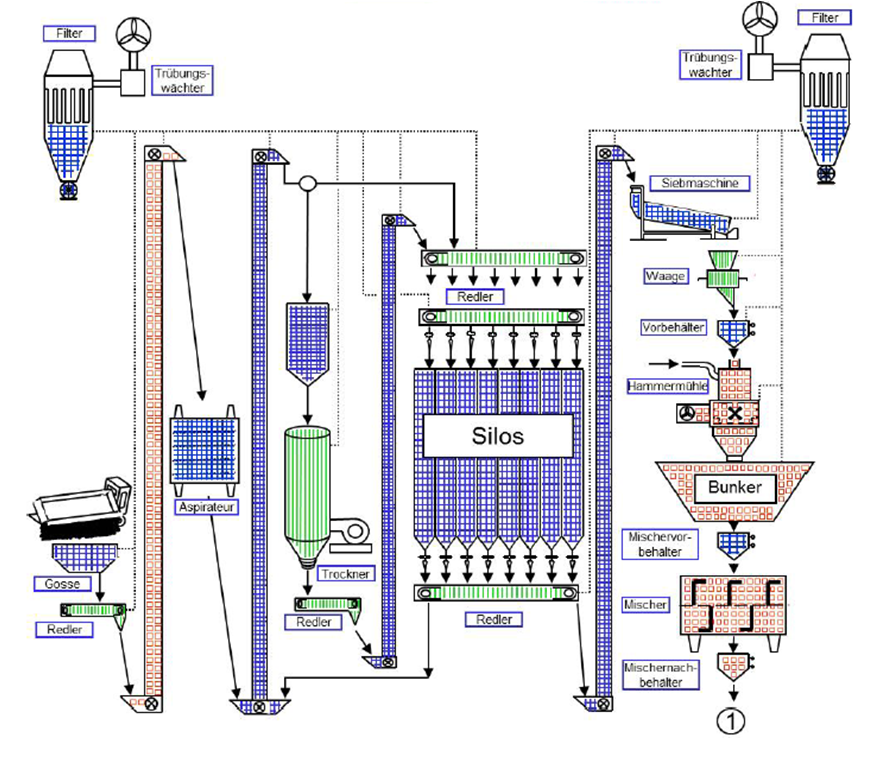 Filter
Trübungs-
wächter
Filter
Trübungs-
wächter
Siebmaschine
Waage
Redler
Vorbehälter
Hammermühle
Silos
Bunker
Aspirateur
Mischervor-
behälter
Trockner
Gosse
Mischer
Redler
Redler
Redler
Mischernach-
behälter
1